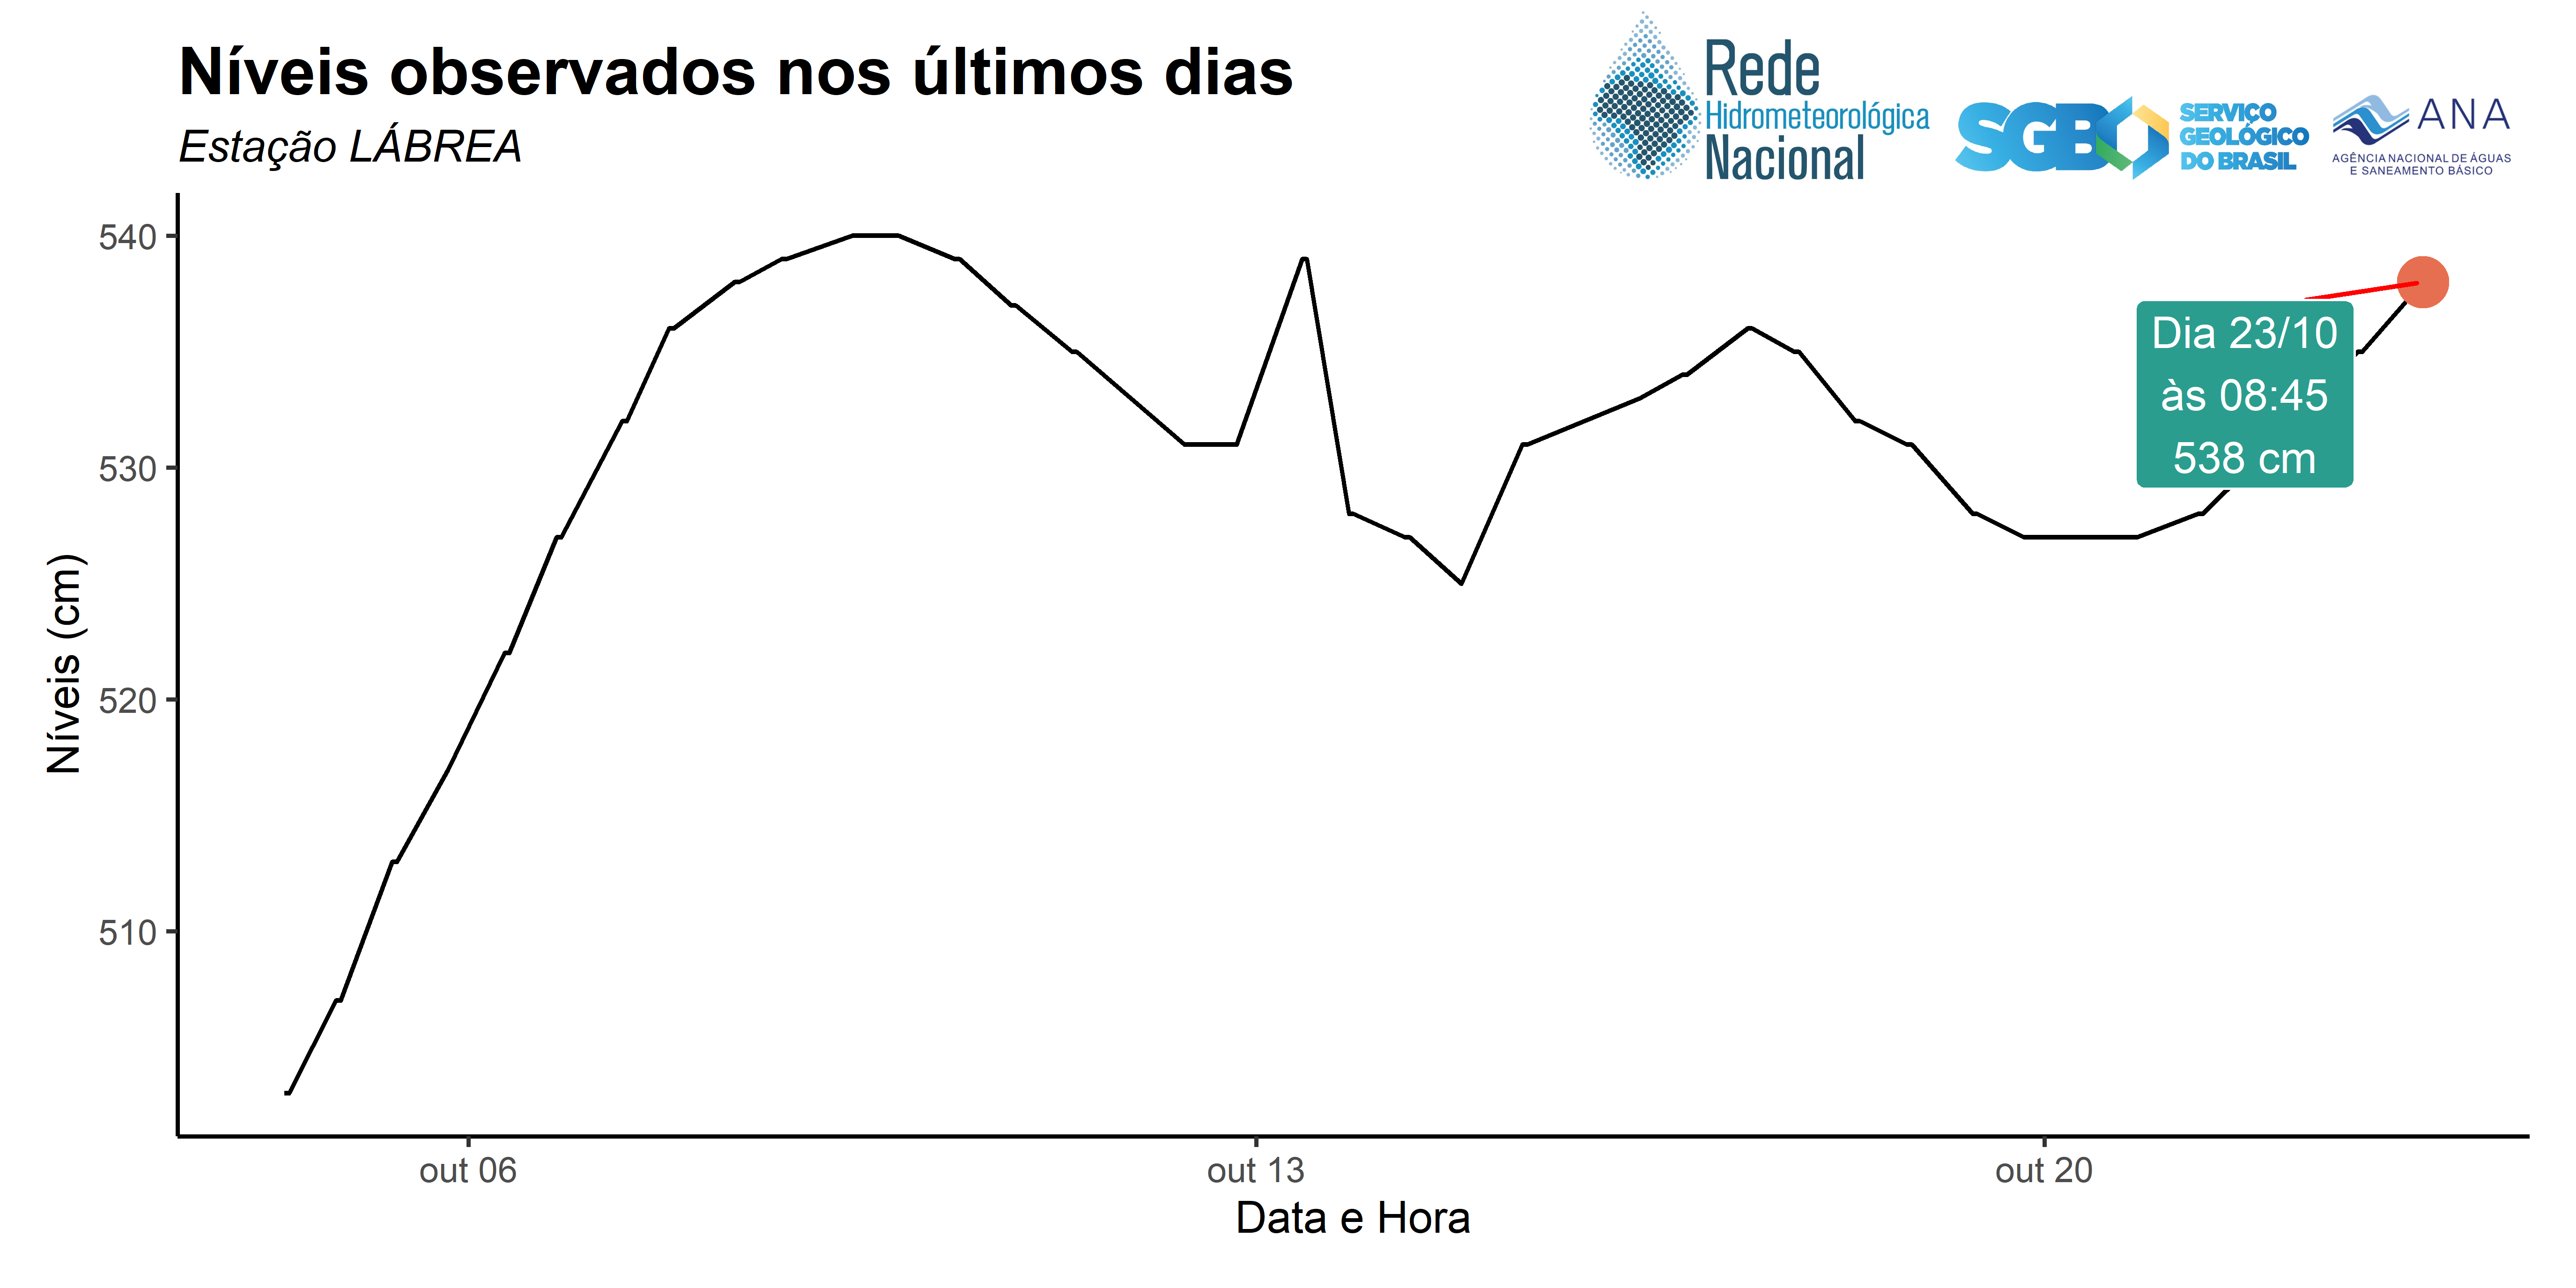 Níveis observados nos últimos dias
Estação LÁBREA
Rede
Hidrometeorológica
Nacional
SGB
SERVIÇO
GEOLÓGICO
DO BRASIL
ANA
AGÊNCIA NACIONAL DE ÁGUAS
E SANEAMENTO BÁSICO
Níveis (cm)
540
530
520
510
Dia 23/10
às 08:45
538 cm
out 06
out 13
out 20
Data e Hora